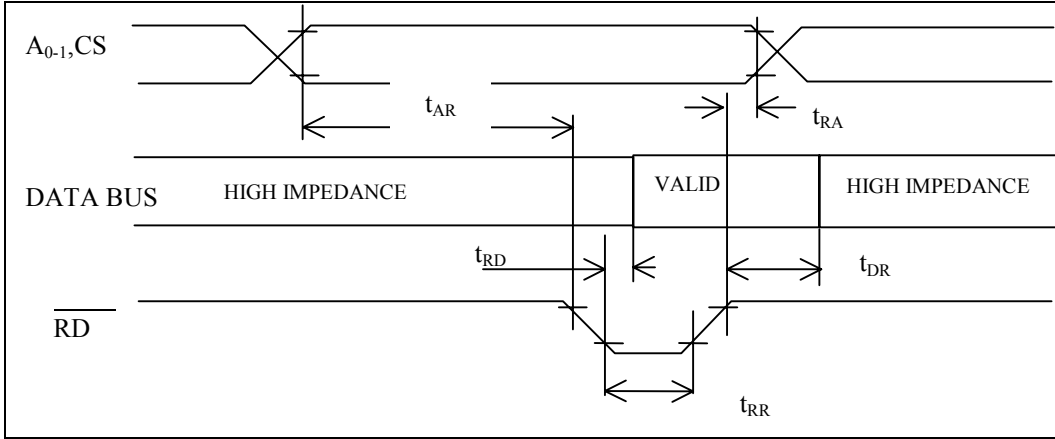 A0-1,CS
tAR
tRA
DATA BUS
HIGH IMPEDANCE
VALID
HIGH IMPEDANCE
tRD
tDR
RD
tRR